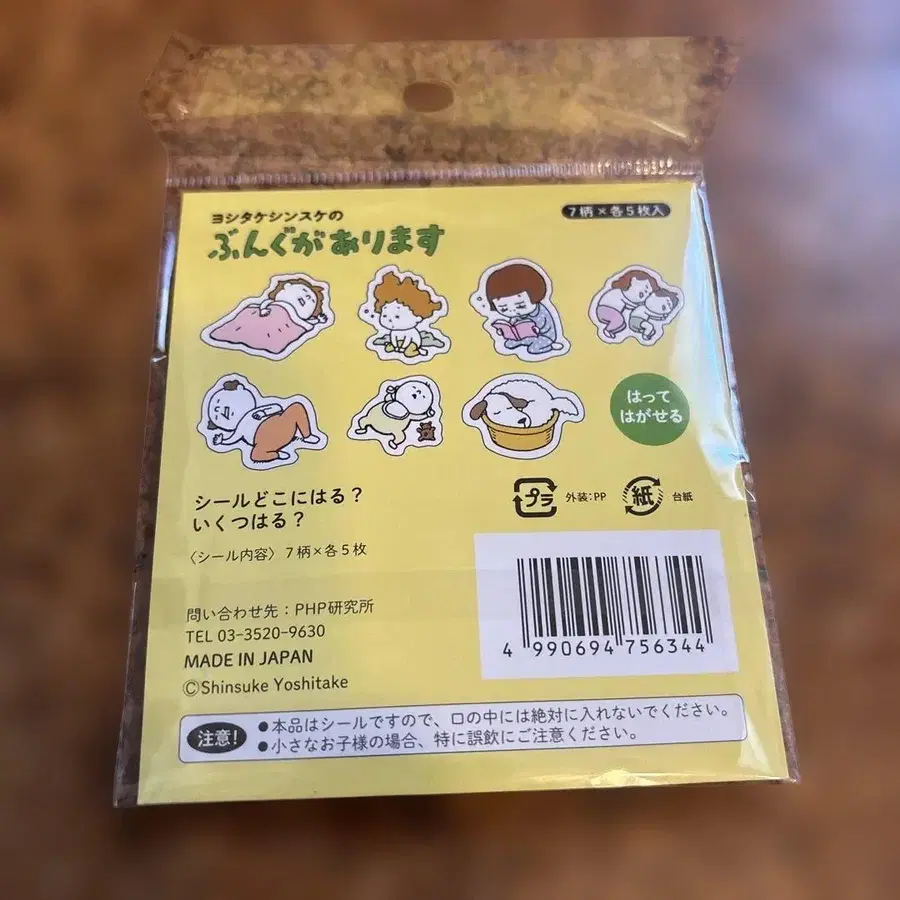 ヨシタケシンスケの
ぶんぐがあります
7柄×各5枚入
はって
はがせる
シールどこにはる?
いくつはる?
〈シール内容〉7柄×各5枚
プラ
外装:PP
紙
台紙
問い合わせ先:PHP研究所
TEL 03-3520-9630
MADE IN JAPAN
©Shinsuke Yoshitake
4 990694 756344
注意!
●本品はシールですので、口の中には絶対に入れないでください。
●小さなお子様の場合、特に誤飲にご注意ください。